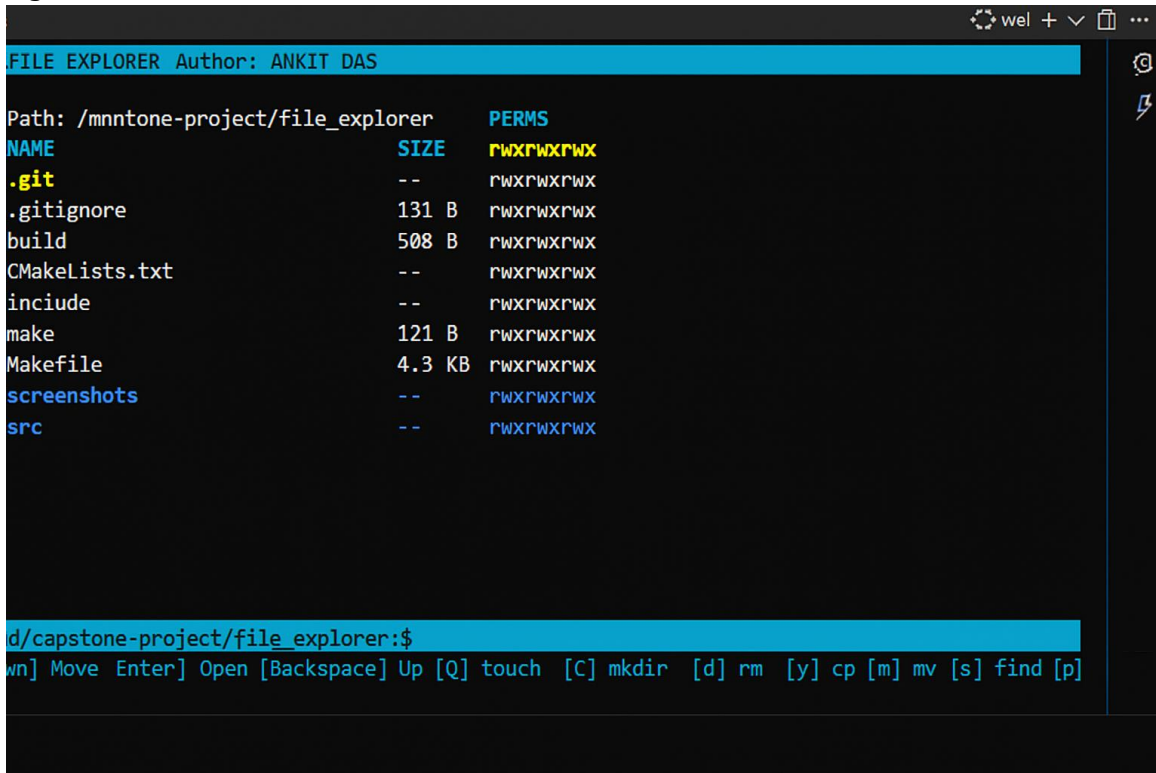 wel
.FILE EXPLORER Author: ANKIT DAS
Path: /mnntone-project/file_explorer PERMS
NAME SIZE rwxrwxrwx
.git -- rwxrwxrwx
.gitignore 131 B rwxrwxrwx
build 508 B rwxrwxrwx
CMakeLists.txt -- rwxrwxrwx
inciude -- rwxrwxrwx
make 121 B rwxrwxrwx
Makefile 4.3 KB rwxrwxrwx
screenshots -- rwxrwxrwx
src -- rwxrwxrwx
d/capstone-project/file_explorer:$
wn] Move Enter] Open [Backspace] Up [Q] touch [C] mkdir [d] rm [y] cp [m] mv [s] find [p]